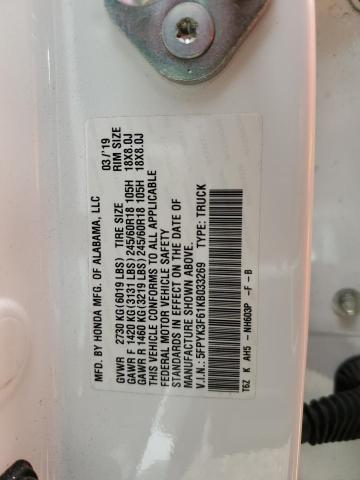 MFD. BY HONDA MFG. OF ALABAMA, LLC 03/'19
TIRE SIZE RIM SIZE
GVWR 2730 KG(6019 LBS)
GAWR F 1420 KG(3131 LBS) 245/60R18 105H 18X8.0J
GAWR R 1460 KG(3219 LBS) 245/60R18 105H 18X8.0J
THIS VEHICLE CONFORMS TO ALL APPLICABLE
FEDERAL MOTOR VEHICLE SAFETY
STANDARDS IN EFFECT ON THE DATE OF
MANUFACTURE SHOWN ABOVE.
V.I.N.: 5FPYK3F61KB033269 TYPE: TRUCK
T6Z K AH5 - NH603P -F -B